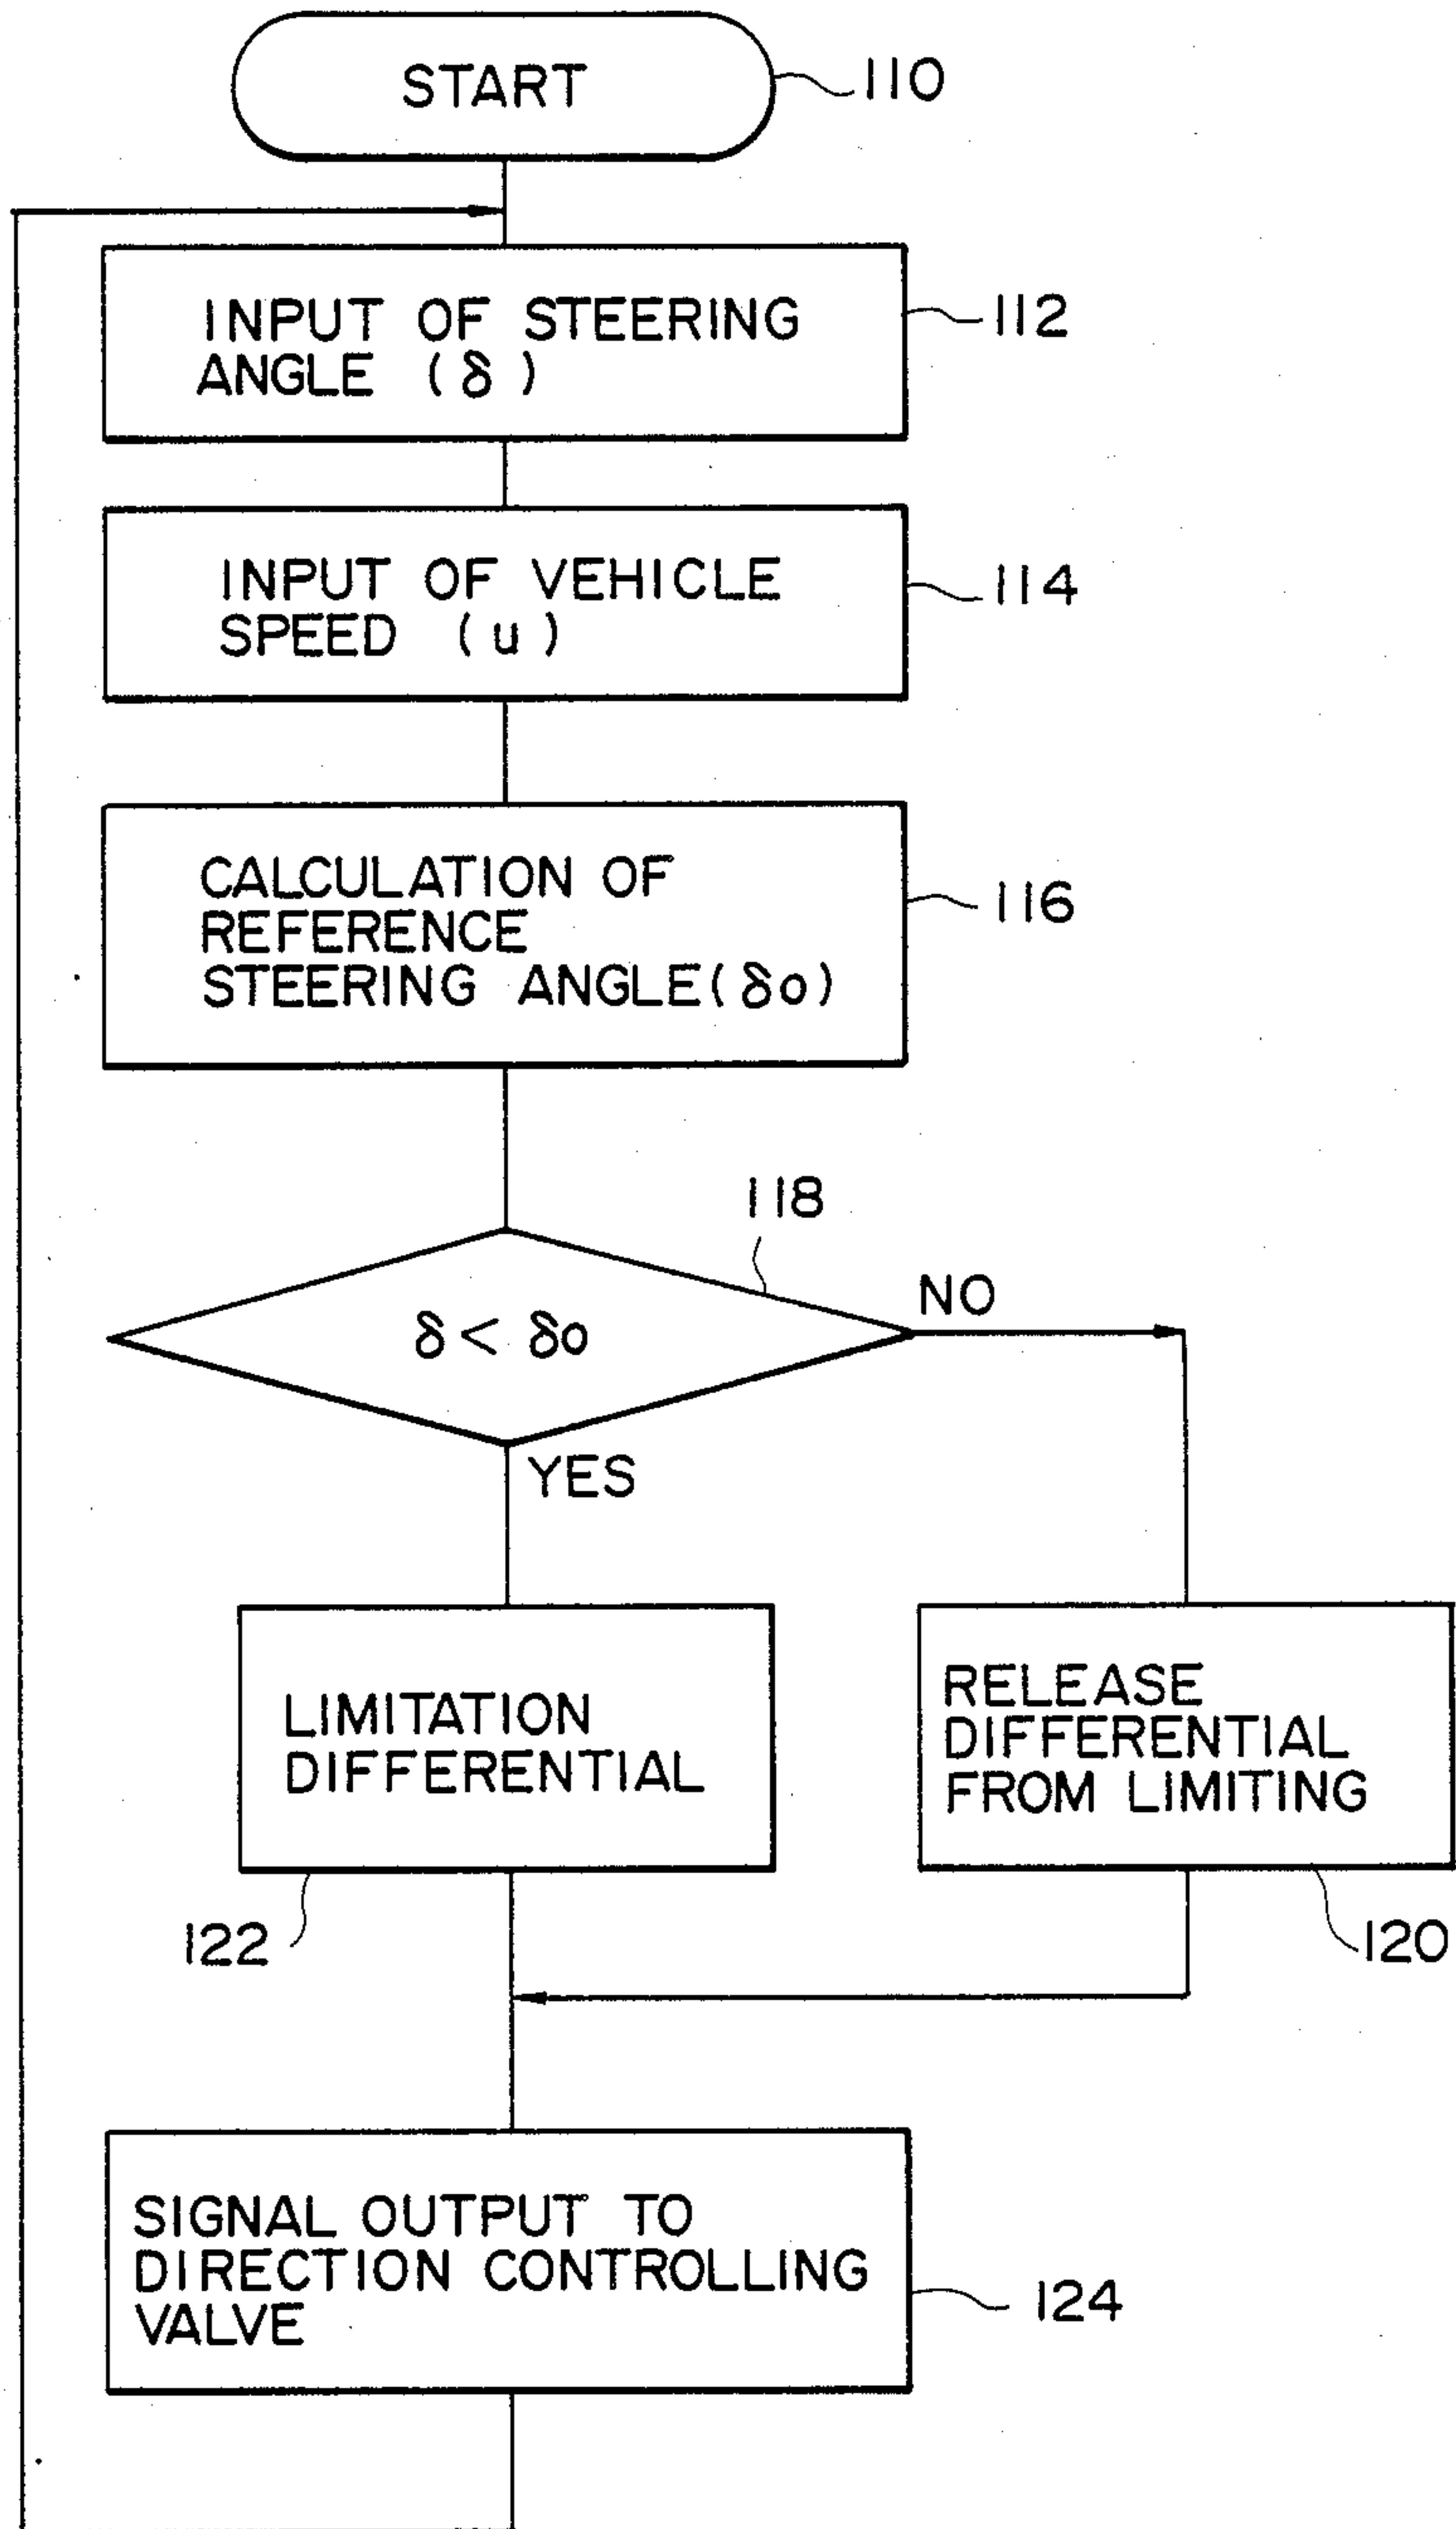 START
110
INPUT OF STEERING
ANGLE (δ)
112
INPUT OF VEHICLE
SPEED (u)
114
CALCULATION OF
REFERENCE
STEERING ANGLE(δo)
116
118
δ < δo
NO
YES
LIMITATION
DIFFERENTIAL
122
RELEASE
DIFFERENTIAL
FROM LIMITING
120
SIGNAL OUTPUT TO
DIRECTION CONTROLLING
VALVE
124